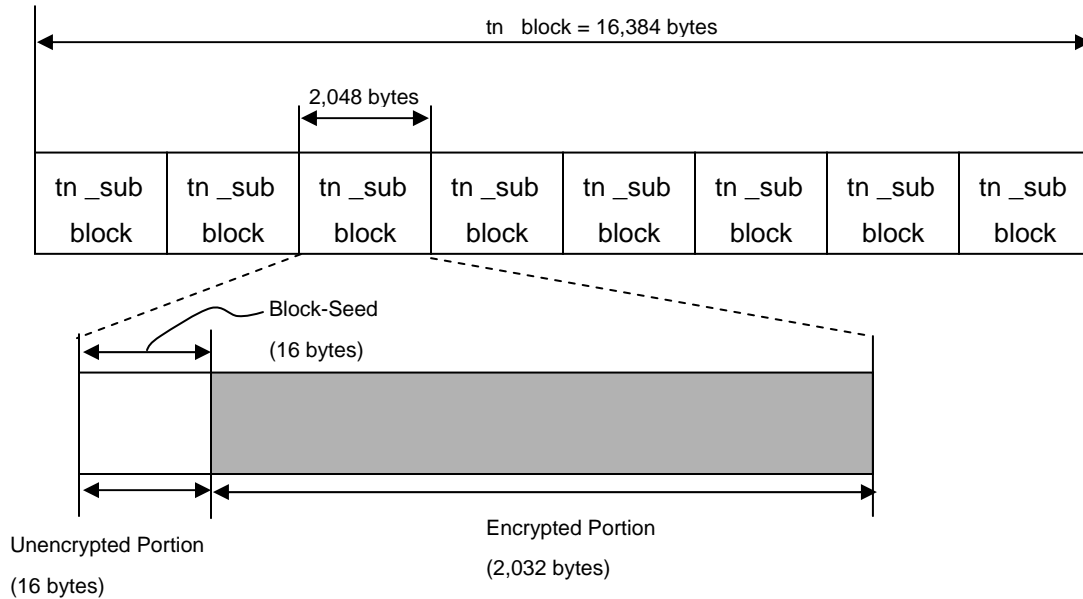 tn block = 16,384 bytes
2,048 bytes
tn _sub tn _sub tn _sub tn _sub tn _sub tn _sub tn _sub tn _sub
block block block block block block block block
Block-Seed
(16 bytes)
Unencrypted Portion
(16 bytes)
Encrypted Portion
(2,032 bytes)